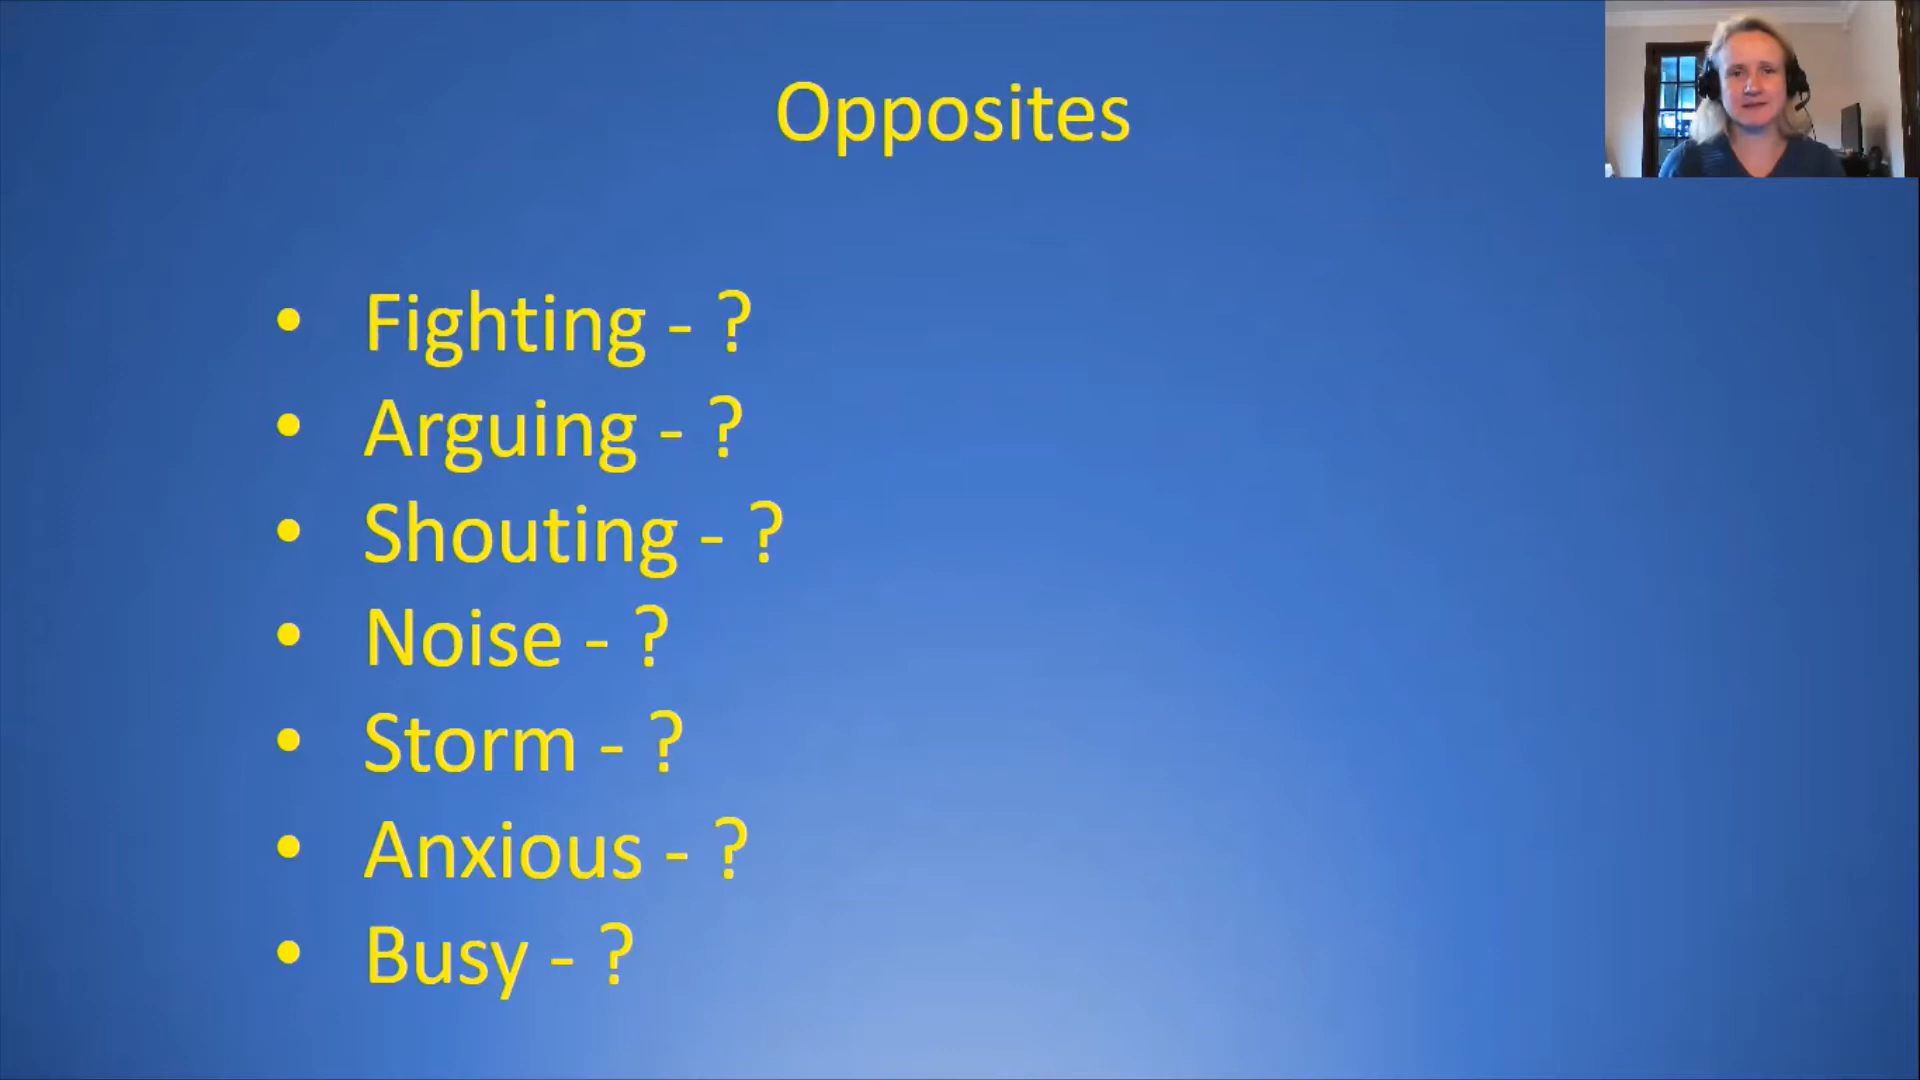 Opposites
• Fighting - ?
• Arguing - ?
• Shouting - ?
• Noise - ?
• Storm - ?
• Anxious - ?
• Busy - ?